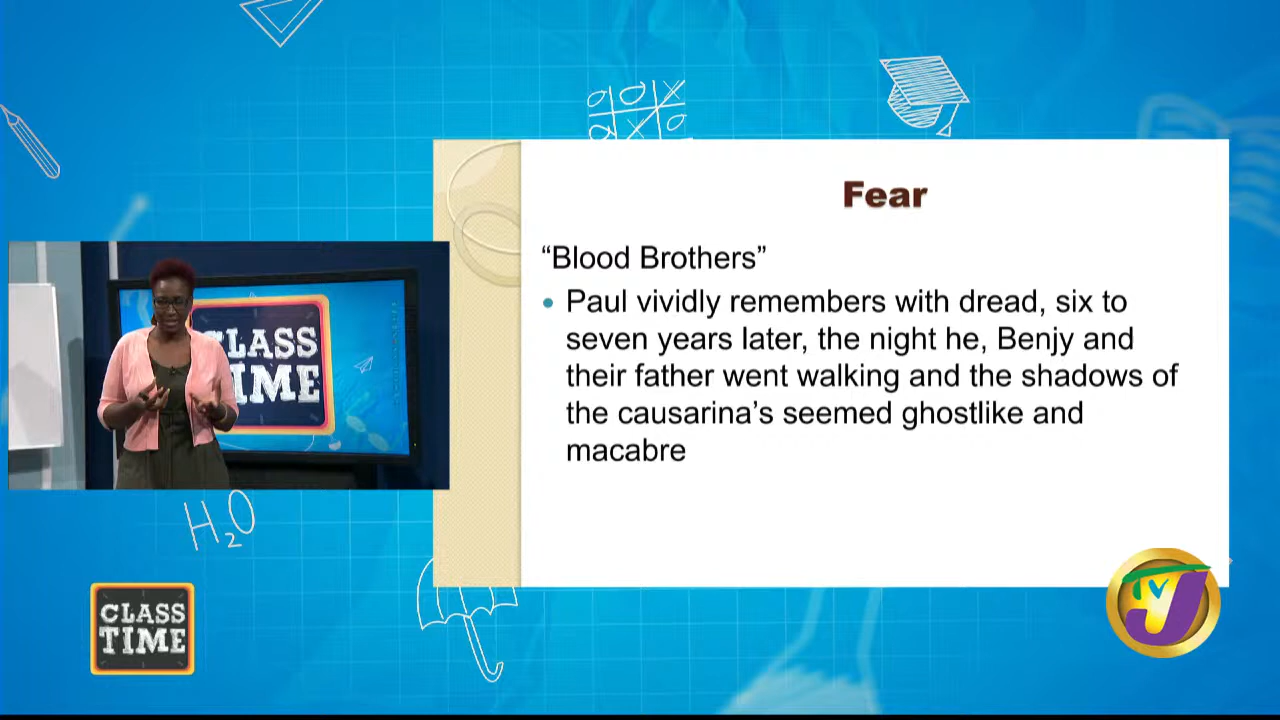 Fear
“Blood Brothers”
• Paul vividly remembers with dread, six to
seven years later, the night he, Benjy and
their father went walking and the shadows of
the causarina’s seemed ghostlike and
macabre
CLASS
TIME
H₂O
CLASS
TIME
TVJ